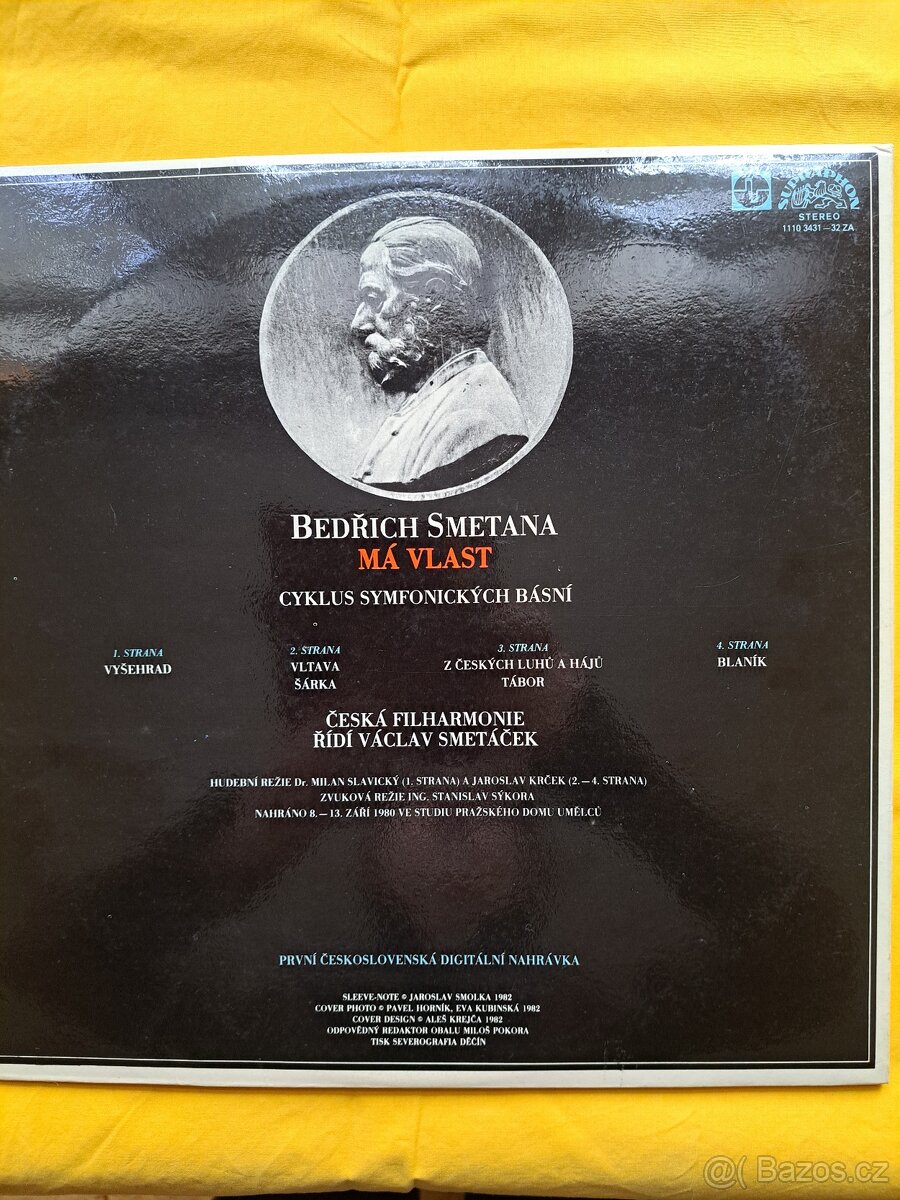 SUPRAPHON
STEREO
1110 3431—32 ZA
BEDŘICH SMETANA
MÁ VLAST
CYKLUS SYMFONICKÝCH BÁSNÍ
1. STRANA
VYŠEHRAD
2. STRANA
VLTAVA
ŠÁRKA
3. STRANA
Z ČESKÝCH LUHŮ A HÁJŮ
TÁBOR
4. STRANA
BLANÍK
ČESKÁ FILHARMONIE
ŘÍDÍ VÁCLAV SMETÁČEK
HUDEBNÍ REŽIE Dr. MILAN SLAVICKÝ (1. STRANA) A JAROSLAV KRČEK (2.—4. STRANA)
ZVUKOVÁ REŽIE ING. STANISLAV SÝKORA
NAHRÁNO 8.—13. ZÁŘÍ 1980 VE STUDIU PRAŽSKÉHO DOMU UMĚLCŮ
PRVNÍ ČESKOSLOVENSKÁ DIGITÁLNÍ NAHRÁVKA
SLEEVE-NOTE © JAROSLAV SMOLKA 1982
COVER PHOTO © PAVEL HORNÍK, EVA KUBINSKÁ 1982
COVER DESIGN © ALEŠ KREJČA 1982
ODPOVĚDNÝ REDAKTOR OBALU MILOŠ POKORA
TISK SEVEROGRAFIA DĚČÍN
@( Bazos.cz